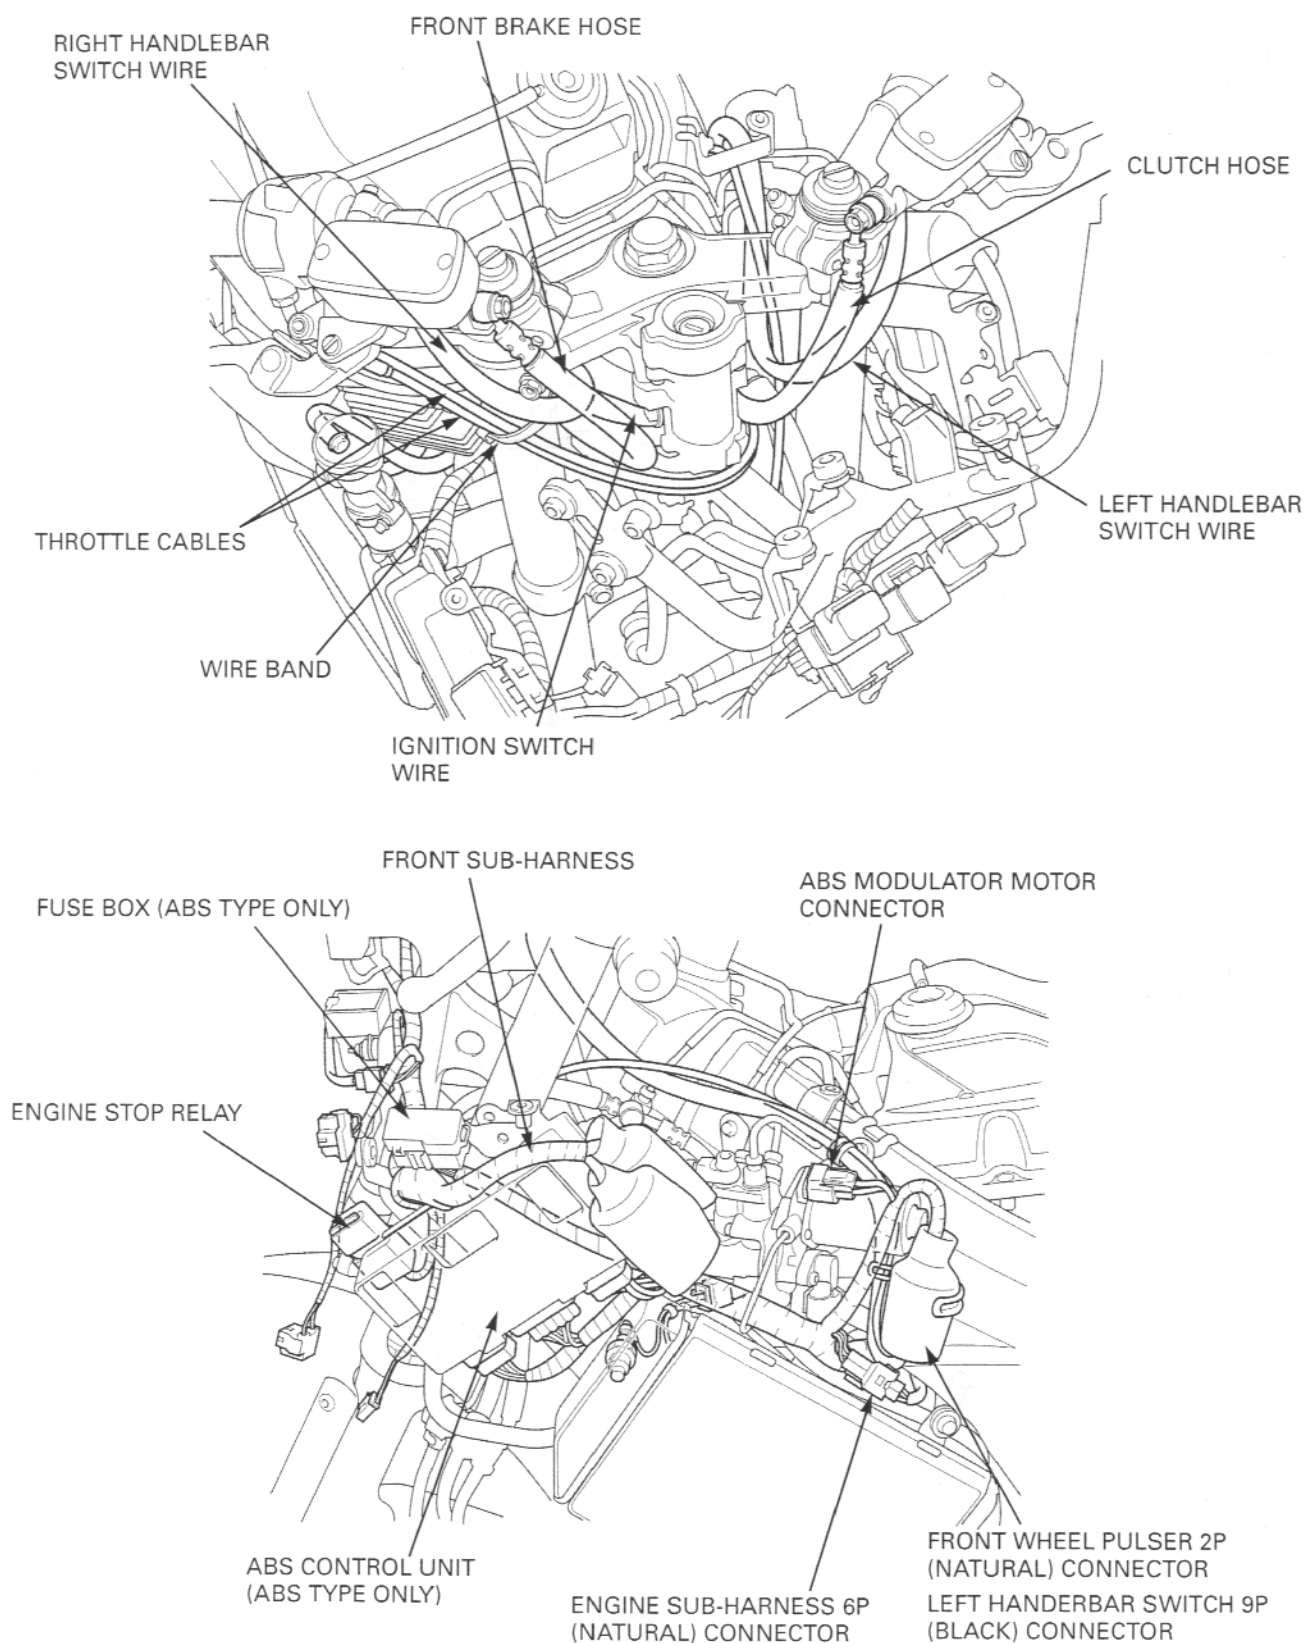 FRONT BRAKE HOSE
RIGHT HANDLEBAR
SWITCH WIRE
CLUTCH HOSE
LEFT HANDLEBAR
SWITCH WIRE
THROTTLE CABLES
WIRE BAND
IGNITION SWITCH
WIRE
FRONT SUB-HARNESS
ABS MODULATOR MOTOR
CONNECTOR
FUSE BOX (ABS TYPE ONLY)
ENGINE STOP RELAY
ABS CONTROL UNIT
(ABS TYPE ONLY)
ENGINE SUB-HARNESS 6P
(NATURAL) CONNECTOR
FRONT WHEEL PULSER 2P
(NATURAL) CONNECTOR
LEFT HANDERBAR SWITCH 9P
(BLACK) CONNECTOR